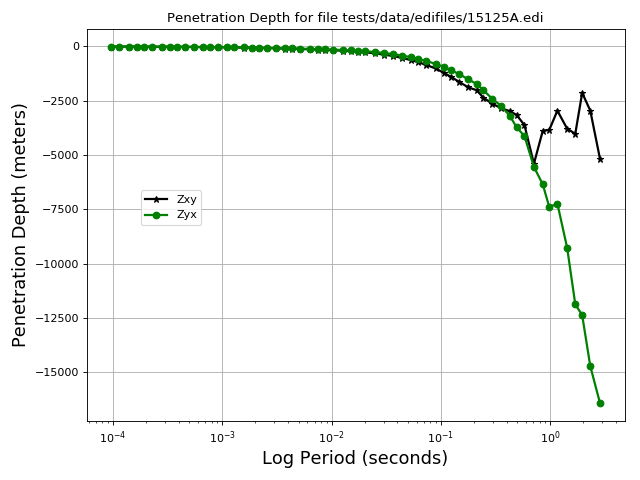 Penetration Depth for file tests/data/edifiles/15125A.edi
Penetration Depth (meters)
0
−2500
−5000
−7500
−10000
−12500
−15000
Zxy
Zyx
10⁻⁴
10⁻³
10⁻²
10⁻¹
10⁰
Log Period (seconds)